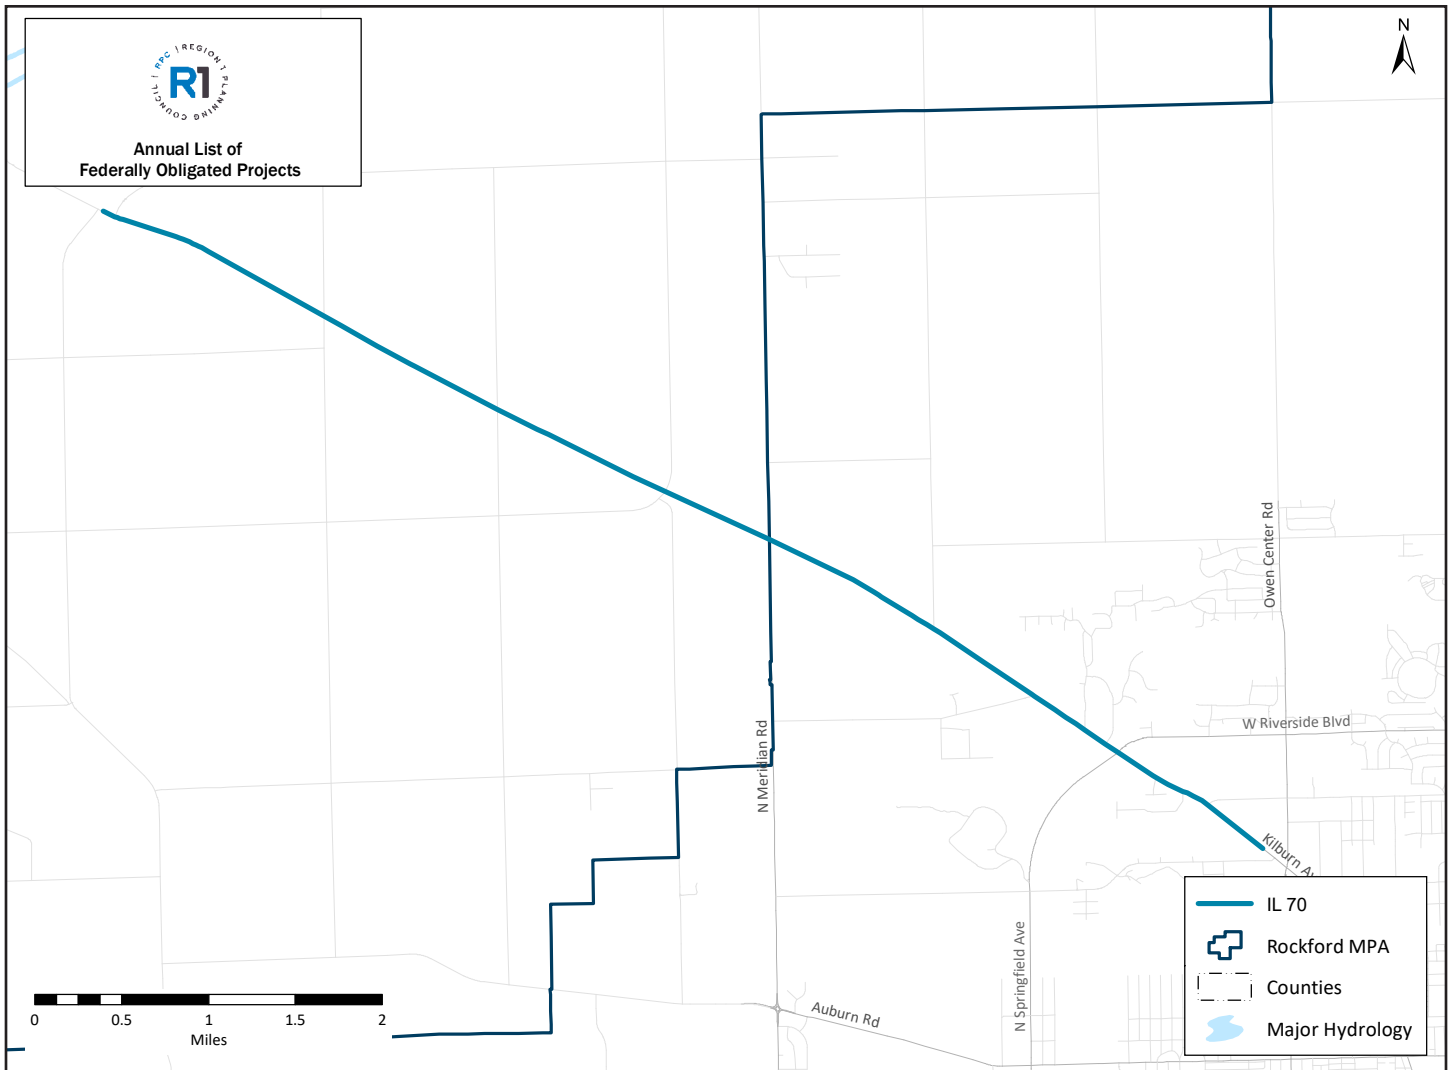 RPC | REGION 1 PLANNING COUNCIL |
R1
Annual List of
Federally Obligated Projects
N
Owen Center Rd
W Riverside Blvd
N Meridian Rd
Kilburn Av
N Springfield Ave
Auburn Rd
IL 70
Rockford MPA
Counties
Major Hydrology
0 0.5 1 1.5 2
Miles